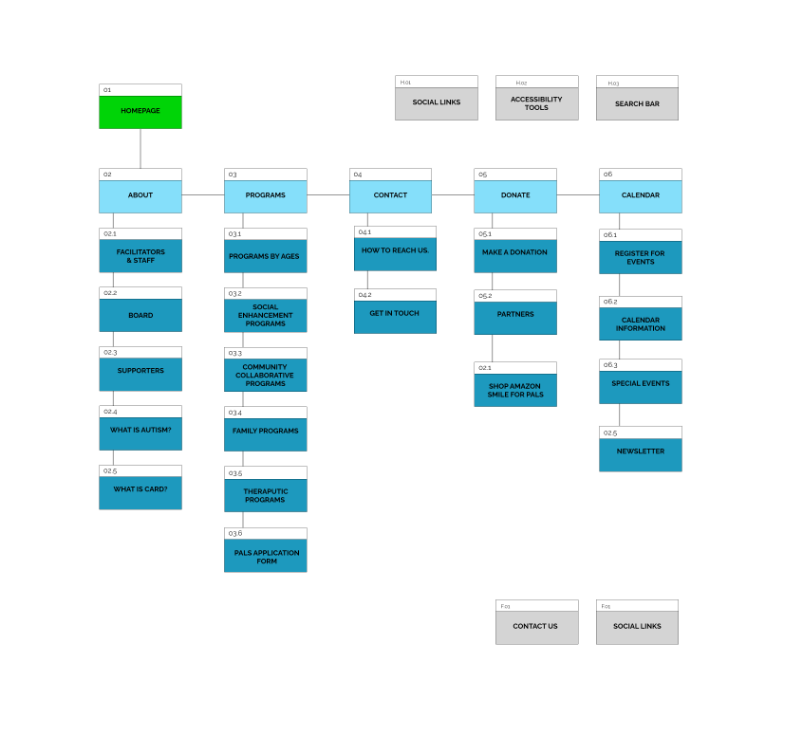 01
HOMEPAGE
H.01
SOCIAL LINKS
H.02
ACCESSIBILITY
TOOLS
H.03
SEARCH BAR
02
ABOUT
03
PROGRAMS
04
CONTACT
05
DONATE
06
CALENDAR
02.1
FACILITATORS
& STAFF
02.2
BOARD
02.3
SUPPORTERS
02.4
WHAT IS AUTISM?
02.5
WHAT IS CARD?
03.1
PROGRAMS BY AGES
03.2
SOCIAL
ENHANCEMENT
PROGRAMS
03.3
COMMUNITY
COLLABORATIVE
PROGRAMS
03.4
FAMILY PROGRAMS
03.5
THERAPUTIC
PROGRAMS
03.6
PALS APPLICATION
FORM
04.1
HOW TO REACH US.
04.2
GET IN TOUCH
05.1
MAKE A DONATION
05.2
PARTNERS
02.1
SHOP AMAZON
SMILE FOR PALS
06.1
REGISTER FOR
EVENTS
06.2
CALENDAR
INFORMATION
06.3
SPECIAL EVENTS
02.5
NEWSLETTER
CONTACT US
SOCIAL LINKS